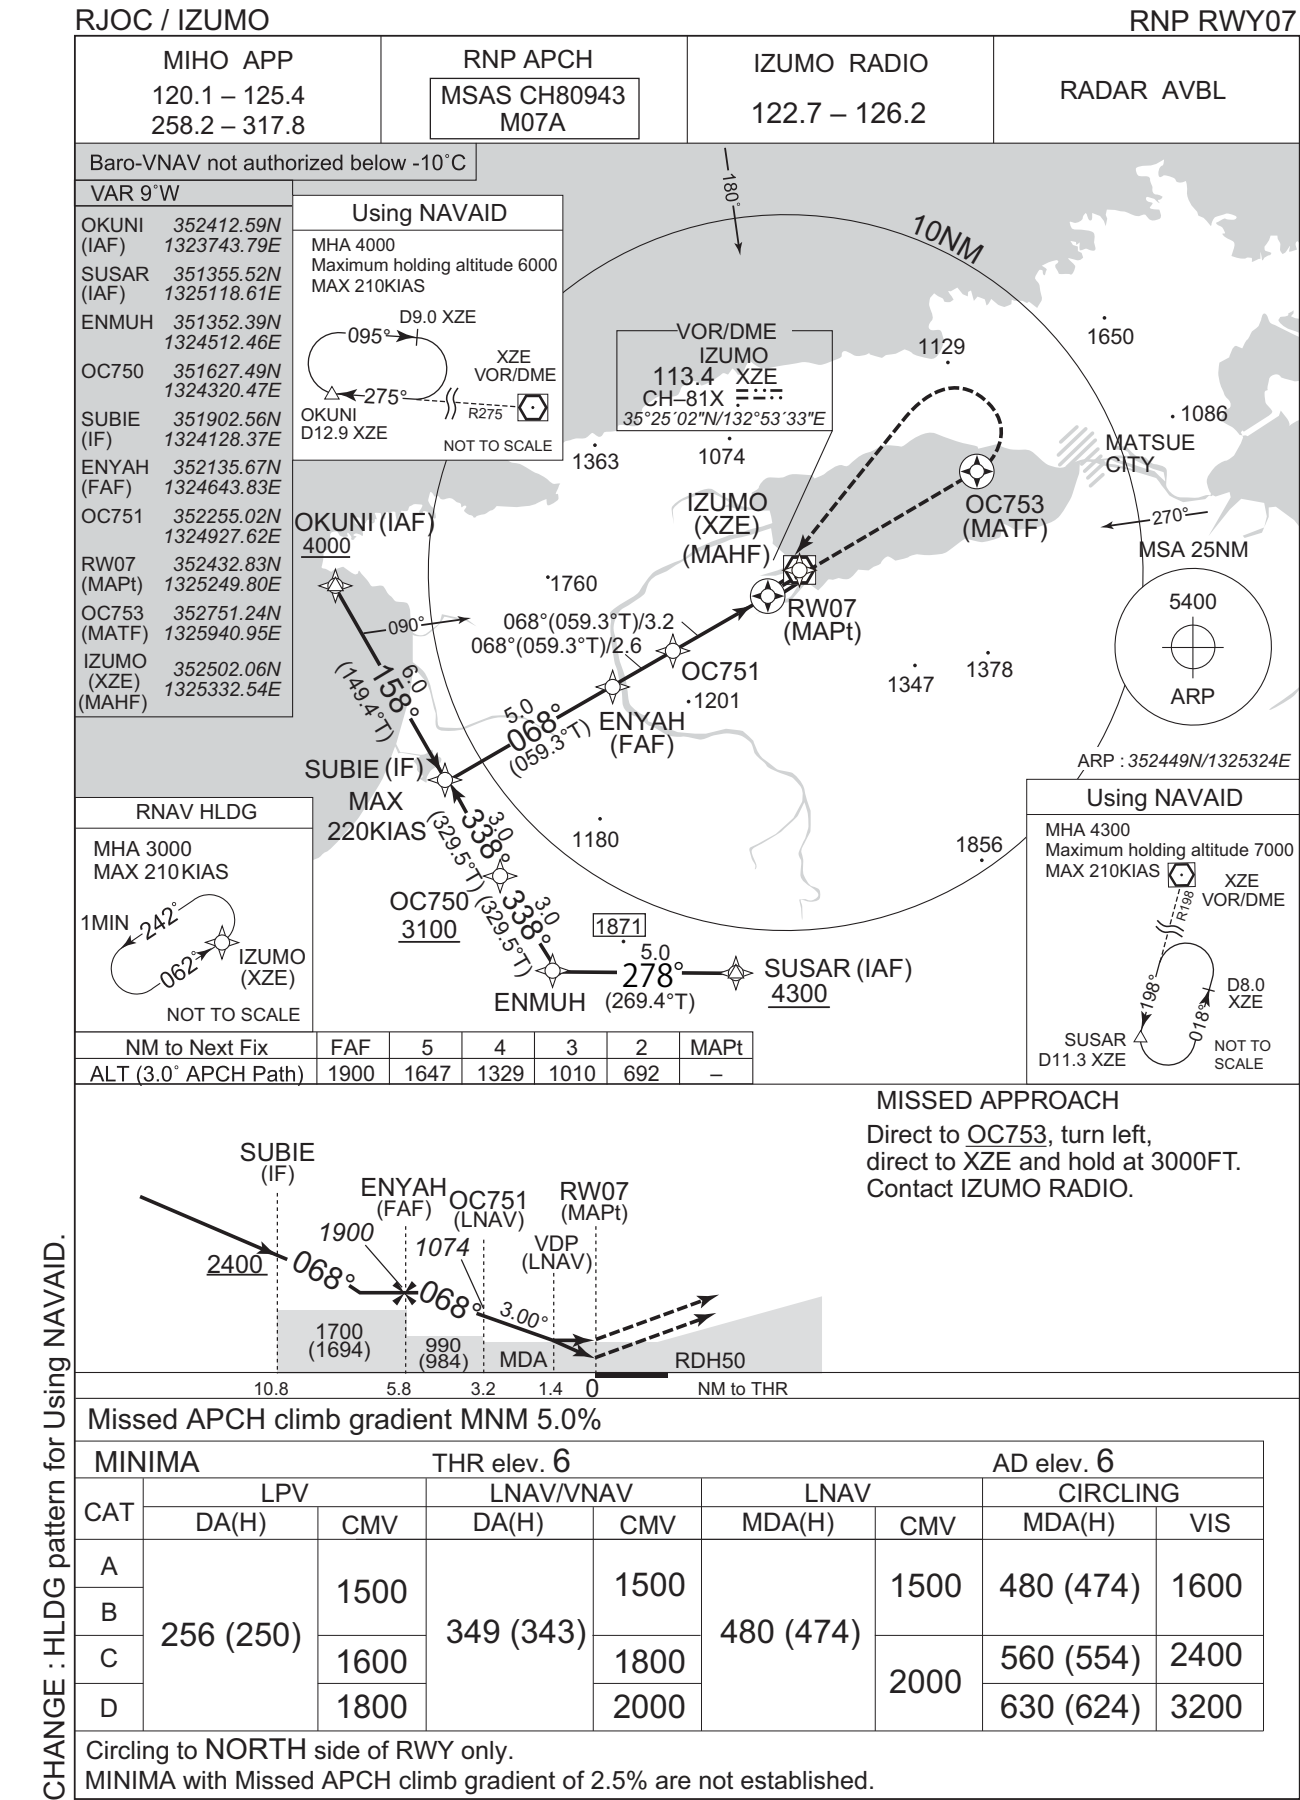 RJOC / IZUMO
RNP RWY07
MIHO APP
120.1 – 125.4
258.2 – 317.8
RNP APCH
MSAS CH80943
M07A
IZUMO RADIO
122.7 – 126.2
RADAR AVBL
Baro-VNAV not authorized below -10°C
VAR 9°W
OKUNI 352412.59N
(IAF) 1323743.79E
SUSAR 351355.52N
(IAF) 1325118.61E
ENMUH 351352.39N
1324512.46E
OC750 351627.49N
1324320.47E
SUBIE 351902.56N
(IF) 1324128.37E
ENYAH 352135.67N
(FAF) 1324643.83E
OC751 352255.02N
1324927.62E
RW07 352432.83N
(MAPt) 1325249.80E
OC753 352751.24N
(MATF) 1325940.95E
IZUMO 352502.06N
(XZE) 1325332.54E
(MAHF)
Using NAVAID
MHA 4000
Maximum holding altitude 6000
MAX 210KIAS
D9.0 XZE
095°
XZE
VOR/DME
275°
R275
OKUNI
D12.9 XZE
NOT TO SCALE
180°
10NM
VOR/DME
IZUMO
113.4 XZE
CH–81X
35°25´02"N/132°53´33"E
1650
1129
1086
MATSUE
CITY
1363
1074
IZUMO
(XZE)
(MAHF)
OC753
(MATF)
270°
OKUNI (IAF)
4000
1760
MSA 25NM
5400
ARP
ARP : 352449N/1325324E
090°
068°(059.3°T)/3.2
068°(059.3°T)/2.6
RW07
(MAPt)
OC751
1201
1347
1378
6.0
158°
(149.4°T)
5.0
068°
(059.3°T)
ENYAH
(FAF)
SUBIE (IF)
MAX
220KIAS
3.0
338°
(329.5°T)
1180
1856
OC750
3100
3.0
338°
(329.5°T)
1871
5.0
278°
(269.4°T)
ENMUH
SUSAR (IAF)
4300
RNAV HLDG
MHA 3000
MAX 210KIAS
1MIN
242°
062°
IZUMO
(XZE)
NOT TO SCALE
Using NAVAID
MHA 4300
Maximum holding altitude 7000
MAX 210KIAS
XZE
VOR/DME
R198
198°
018°
D8.0
XZE
SUSAR
D11.3 XZE
NOT TO
SCALE
NM to Next Fix FAF 5 4 3 2 MAPt
ALT (3.0° APCH Path) 1900 1647 1329 1010 692 –
MISSED APPROACH
Direct to OC753, turn left,
direct to XZE and hold at 3000FT.
Contact IZUMO RADIO.
SUBIE
(IF)
ENYAH
(FAF)
OC751
(LNAV)
RW07
(MAPt)
VDP
(LNAV)
1900
1074
2400
068°
068°
3.00°
1700
(1694)
990
(984)
MDA
RDH50
10.8 5.8 3.2 1.4 0 NM to THR
Missed APCH climb gradient MNM 5.0%
MINIMA THR elev. 6 AD elev. 6
CAT LPV LNAV/VNAV LNAV CIRCLING
DA(H) CMV DA(H) CMV MDA(H) CMV MDA(H) VIS
A
B
C
D
256 (250)
1500
1600
1800
349 (343)
1500
1800
2000
480 (474)
1500
2000
480 (474) 1600
560 (554) 2400
630 (624) 3200
Circling to NORTH side of RWY only.
MINIMA with Missed APCH climb gradient of 2.5% are not established.
CHANGE : HLDG pattern for Using NAVAID.